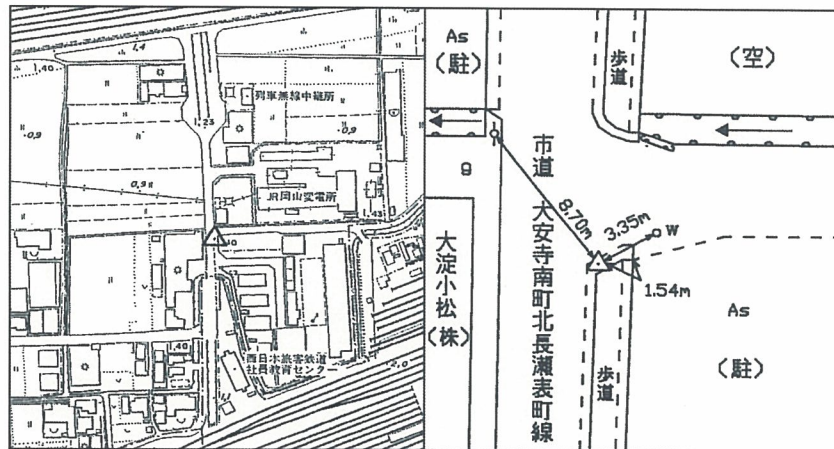 1,4
1,40
0,9
1,23
列車無線中継所
0,9
0,9
JR岡山変電所
1,43
西日本旅客鉄道
社員教育センター
1,40
2,0
As
(駐)
歩道
(空)
g
市道 大安寺南町北長瀬表町線
8.70m
3.35m
W
1.54m
大淀小松(株)
As
(駐)
歩道